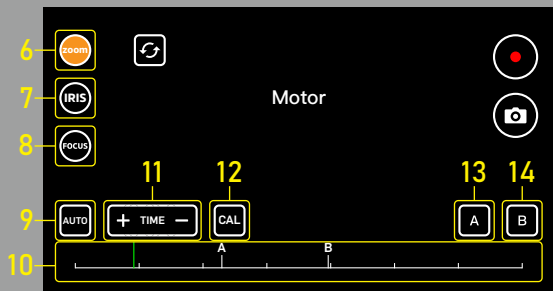 6
zoom
7
IRIS
Motor
8
FOCUS
11
12
13
14
9
AUTO
+ TIME −
CAL
A
B
10
A
B